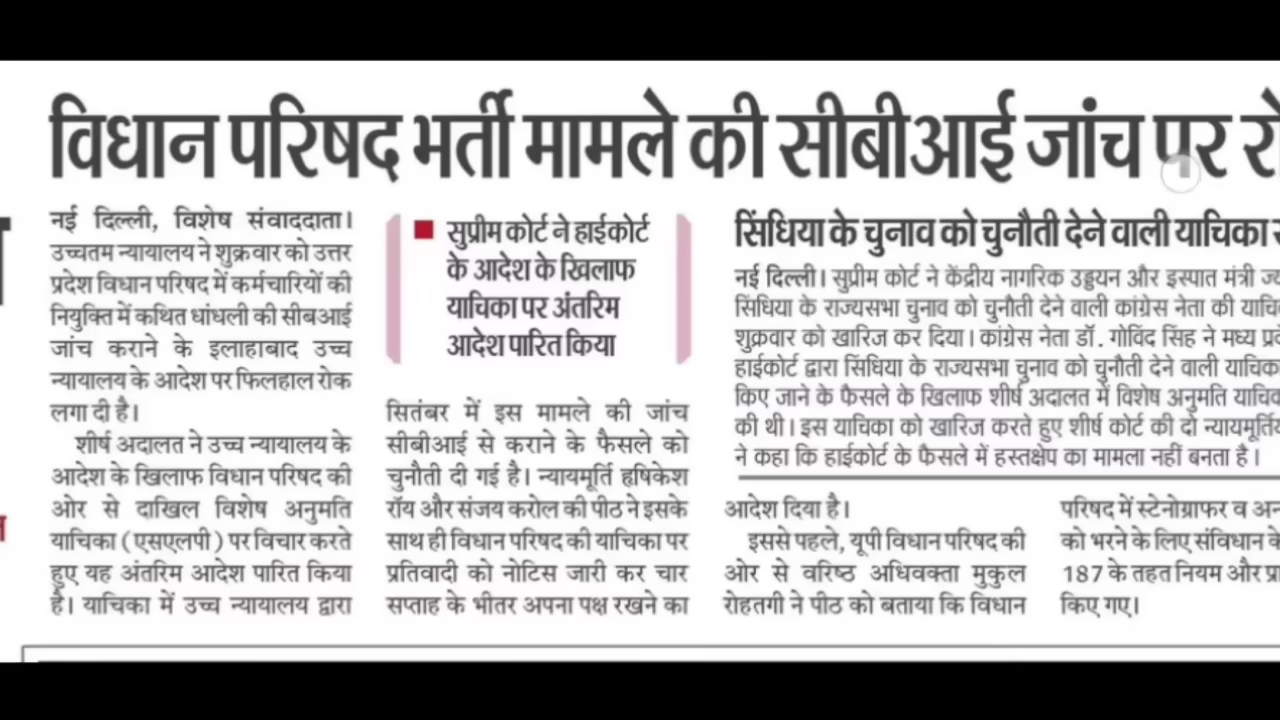 विधान परिषद भर्ती मामले की सीबीआई जांच पर
नई दिल्ली, विशेष संवाददाता।
उच्चतम न्यायालय ने शुक्रवार को उत्तर
प्रदेश विधान परिषद में कर्मचारियों की
नियुक्ति में कथित धांधली की सीबआई
जांच कराने के इलाहाबाद उच्च
न्यायालय के आदेश पर फिलहाल रोक
लगा दी है।
शीर्ष अदालत ने उच्च न्यायालय के
आदेश के खिलाफ विधान परिषद की
ओर से दाखिल विशेष अनुमति
याचिका (एसएलपी) पर विचार करते
हुए यह अंतरिम आदेश पारित किया
है। याचिका में उच्च न्यायालय द्वारा
सुप्रीम कोर्ट ने हाईकोर्ट
के आदेश के खिलाफ
याचिका पर अंतरिम
आदेश पारित किया
सितंबर में इस मामले की जांच
सीबीआई से कराने के फैसले को
चुनौती दी गई है। न्यायमूर्ति हृषिकेश
रॉय और संजय करोल की पीठ ने इसके
साथ ही विधान परिषद की याचिका पर
प्रतिवादी को नोटिस जारी कर चार
सप्ताह के भीतर अपना पक्ष रखने का
आदेश दिया है।
इससे पहले, यूपी विधान परिषद की
ओर से वरिष्ठ अधिवक्ता मुकुल
रोहतगी ने पीठ को बताया कि विधान
परिषद में स्टेनोग्राफर व
को भरने के लिए संविधान
187 के तहत नियम और
किए गए।
सिंधिया के चुनाव को चुनौती देने वाली याचिका
नई दिल्ली। सुप्रीम कोर्ट ने केंद्रीय नागरिक उड्डयन और इस्पात मंत्री
सिंधिया के राज्यसभा चुनाव को चुनौती देने वाली कांग्रेस नेता की
शुक्रवार को खारिज कर दिया। कांग्रेस नेता डॉ. गोविंद सिंह ने मध्य
हाईकोर्ट द्वारा सिंधिया के राज्यसभा चुनाव को चुनौती देने वाली
किए जाने के फैसले के खिलाफ शीर्ष अदालत में विशेष अनुमति
की थी। इस याचिका को खारिज करते हुए शीर्ष कोर्ट की दो
ने कहा कि हाईकोर्ट के फैसले में हस्तक्षेप का मामला नहीं बनता है।